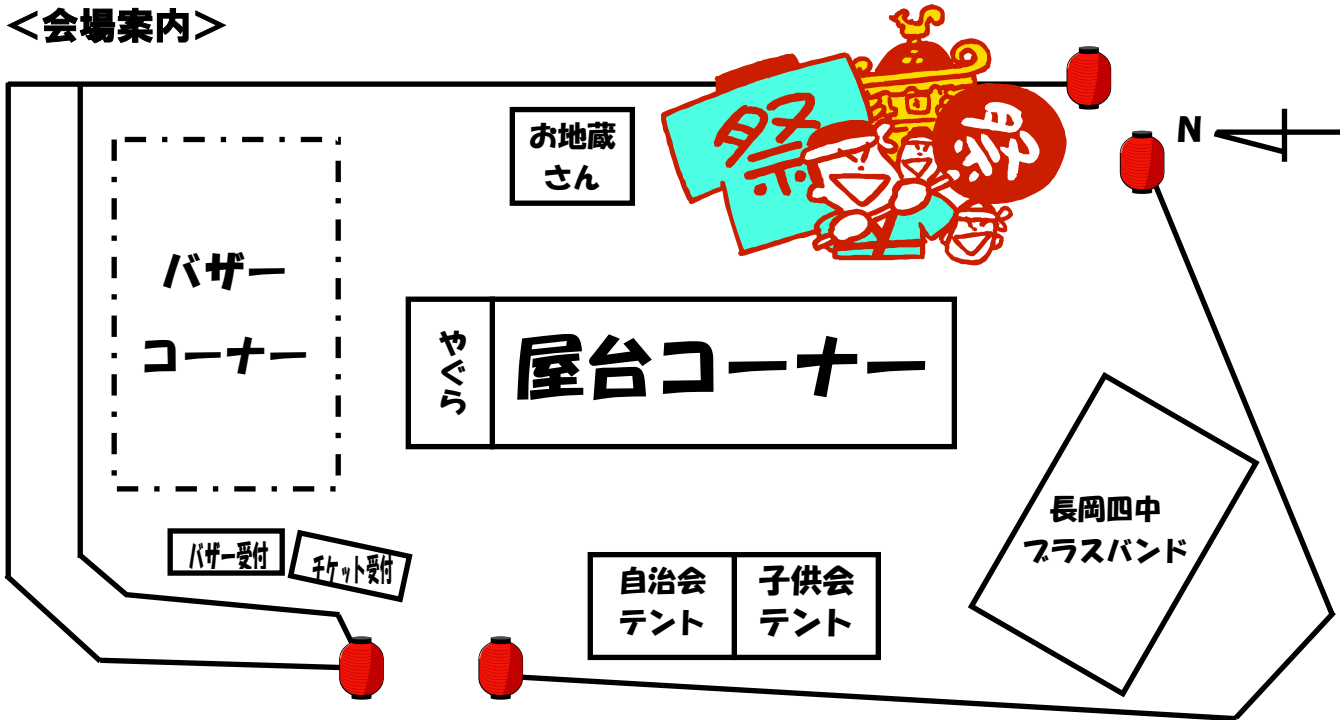 <会場案内>
祭
祭
N
お地蔵
さん
バザー
コーナー
やぐら
屋台コーナー
長岡四中
ブラスバンド
バザー受付
チケット受付
自治会
テント
子供会
テント